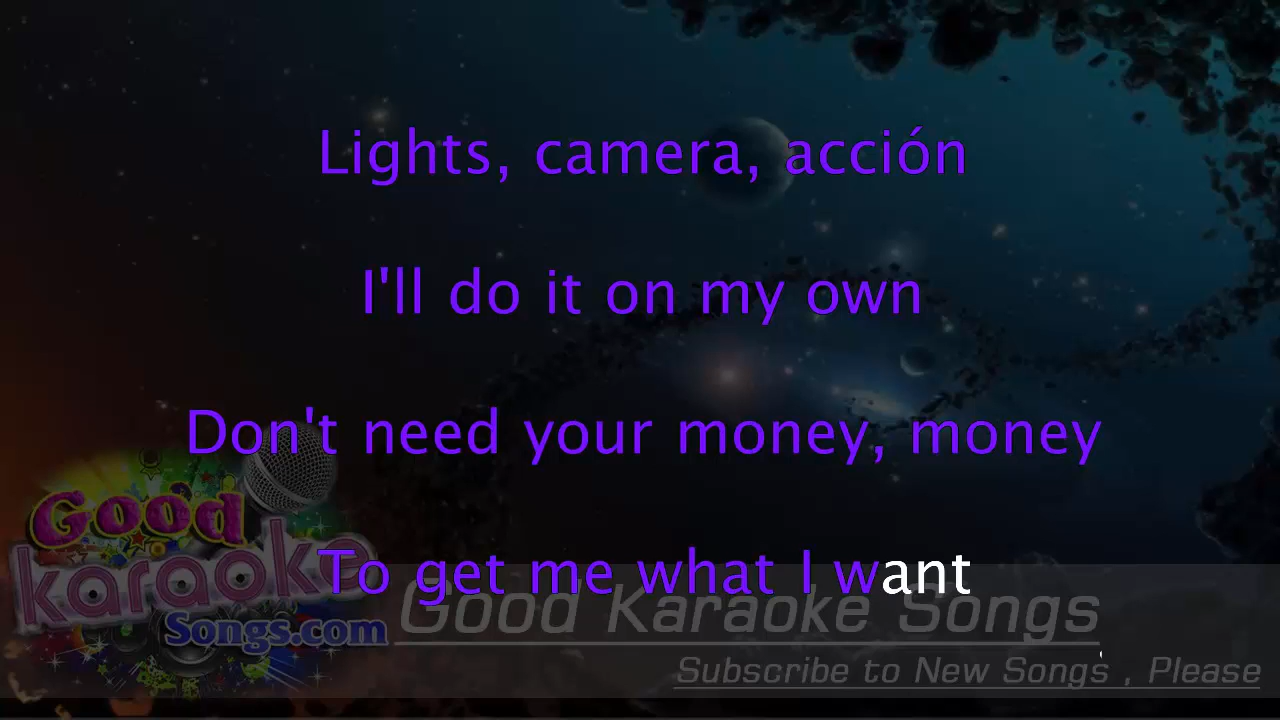 Lights, camera, acción
I'll do it on my own
Don't need your money, money
To get me what I want
Good
karaoke
Songs.com
Good Karaoke Songs
Subscribe to New Songs , Please